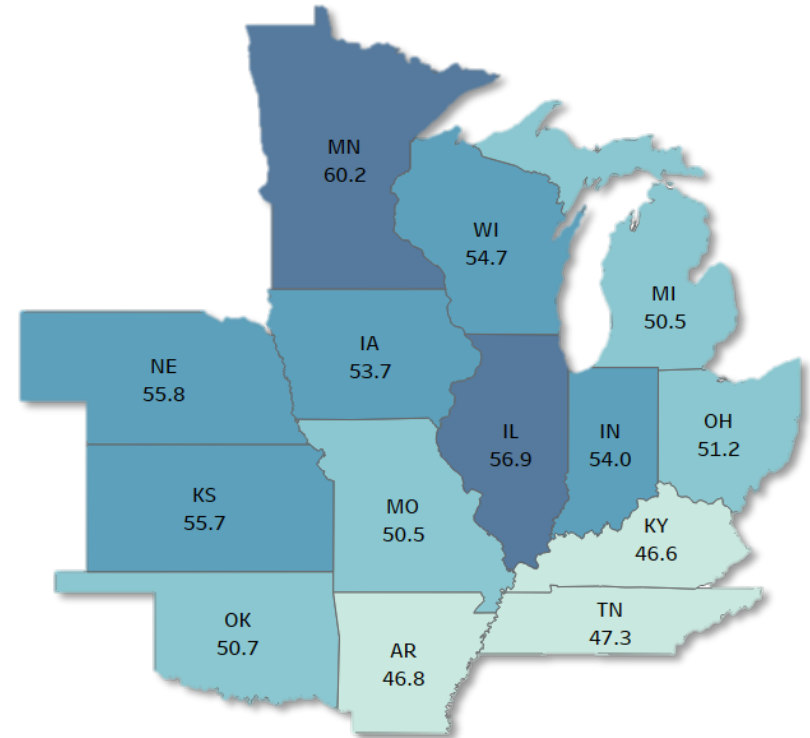 MN
60.2
WI
54.7
MI
50.5
NE
55.8
IA
53.7
IL
56.9
IN
54.0
OH
51.2
KS
55.7
MO
50.5
KY
46.6
OK
50.7
AR
46.8
TN
47.3